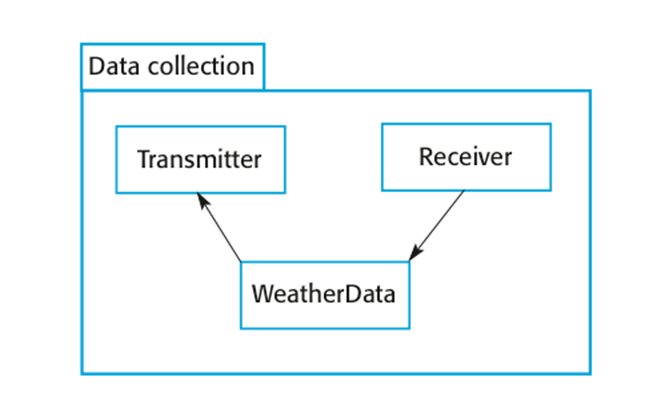 Data collection
Transmitter
Receiver
WeatherData